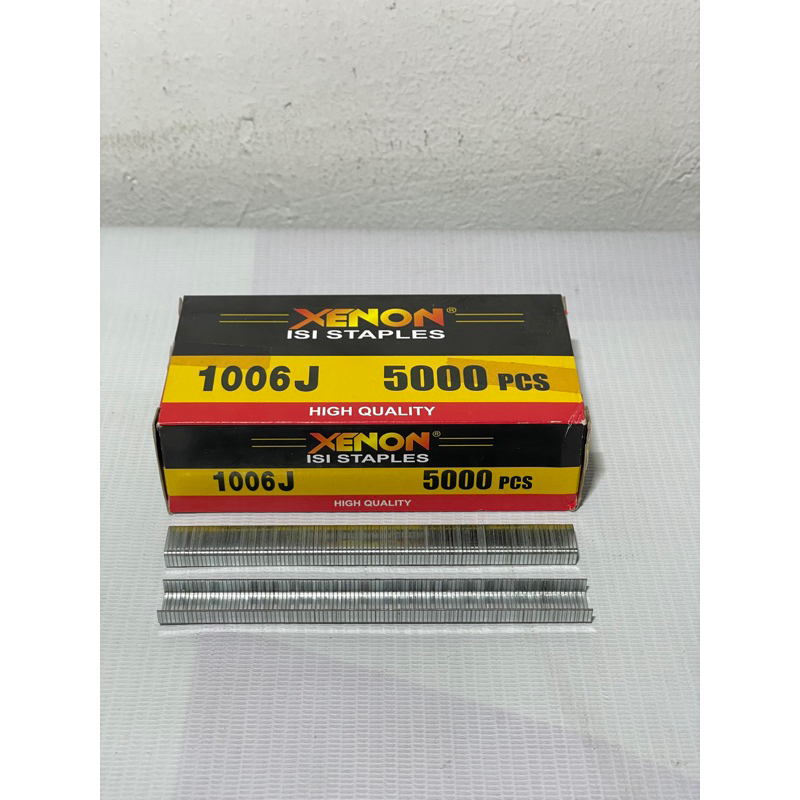 XENON®
ISI STAPLES
1006J 5000 PCS
HIGH QUALITY
XENON®
ISI STAPLES
1006J 5000 PCS
HIGH QUALITY